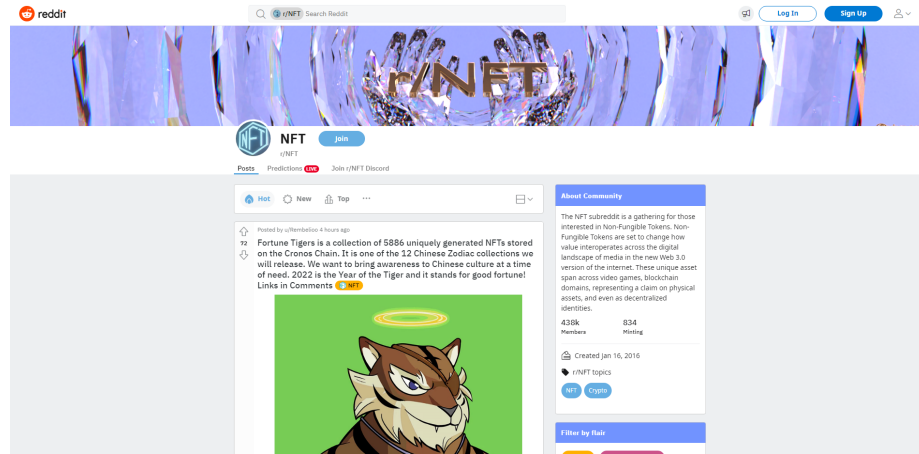 reddit
r/NFT Search Reddit
Log In
Sign Up
r/NFT
NFT
NFT
Join
r/NFT
Posts
Predictions LIVE
Join r/NFT Discord
Hot
New
Top
...
Posted by u/Rembelion 4 hours ago
72
Fortune Tigers is a collection of 5886 uniquely generated NFTs stored
on the Cronos Chain. It is one of the 12 Chinese Zodiac collections we
will release. We want to bring awareness to Chinese culture at a time
of need. 2022 is the Year of the Tiger and it stands for good fortune!
Links in Comments NFT
About Community
The NFT subreddit is a gathering for those
interested in Non-Fungible Tokens. Non-
Fungible Tokens are set to change how
value interoperates across the digital
landscape of media in the new Web 3.0
version of the internet. These unique asset
span across video games, blockchain
domains, representing a claim on physical
assets, and even as decentralized
identities.
438k
834
Members
Minting
Created Jan 16, 2016
r/NFT topics
NFT
Crypto
Filter by flair